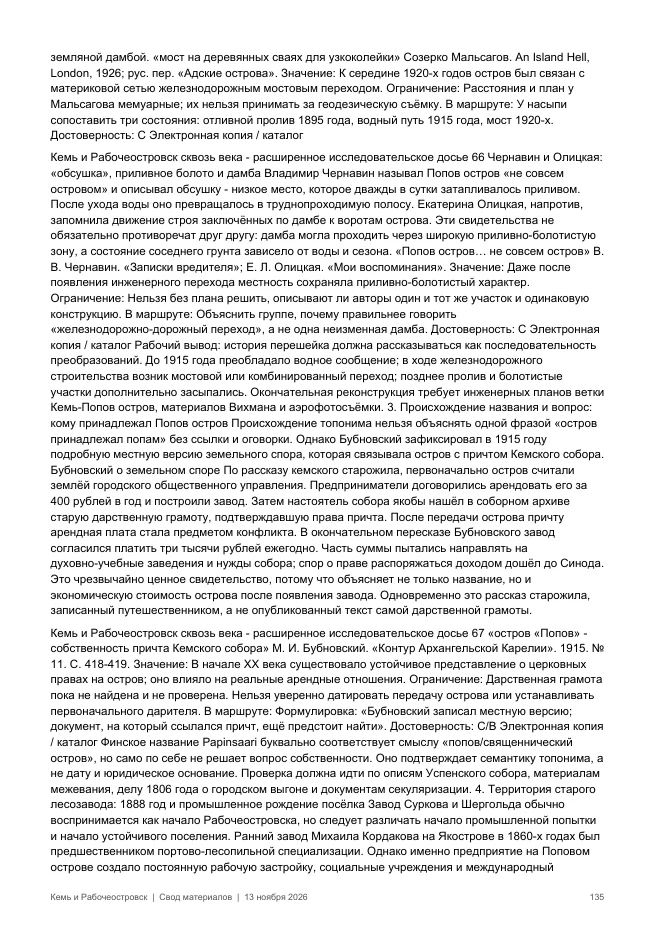 земляной дамбой. «мост на деревянных сваях для узкоколейки» Созерко Мальсагов. An Island Hell,
London, 1926; рус. пер. «Адские острова». Значение: К середине 1920-х годов остров был связан с
материковой сетью железнодорожным мостовым переходом. Ограничение: Расстояния и план у
Мальсагова мемуарные; их нельзя принимать за геодезическую съёмку. В маршруте: У насыпи
сопоставить три состояния: отливной пролив 1895 года, водный путь 1915 года, мост 1920-х.
Достоверность: С Электронная копия / каталог
Кемь и Рабочеостровск сквозь века - расширенное исследовательское досье 66 Чернавин и Олицкая:
«обсушка», приливное болото и дамба Владимир Чернавин называл Попов остров «не совсем
островом» и описывал обсушку - низкое место, которое дважды в сутки затапливалось приливом.
После ухода воды оно превращалось в труднопроходимую полосу. Екатерина Олицкая, напротив,
запомнила движение строя заключённых по дамбе к воротам острова. Эти свидетельства не
обязательно противоречат друг другу: дамба могла проходить через широкую приливно-болотистую
зону, а состояние соседнего грунта зависело от воды и сезона. «Попов остров… не совсем остров» В.
В. Чернавин. «Записки вредителя»; Е. Л. Олицкая. «Мои воспоминания». Значение: Даже после
появления инженерного перехода местность сохраняла приливно-болотистый характер.
Ограничение: Нельзя без плана решить, описывают ли авторы один и тот же участок и одинаковую
конструкцию. В маршруте: Объяснить группе, почему правильнее говорить
«железнодорожно-дорожный переход», а не одна неизменная дамба. Достоверность: С Электронная
копия / каталог Рабочий вывод: история перешейка должна рассказываться как последовательность
преобразований. До 1915 года преобладало водное сообщение; в ходе железнодорожного
строительства возник мостовой или комбинированный переход; позднее пролив и болотистые
участки дополнительно засыпались. Окончательная реконструкция требует инженерных планов ветки
Кемь-Попов остров, материалов Вихмана и аэрофотосъёмки. 3. Происхождение названия и вопрос:
кому принадлежал Попов остров Происхождение топонима нельзя объяснять одной фразой «остров
принадлежал попам» без ссылки и оговорки. Однако Бубновский зафиксировал в 1915 году
подробную местную версию земельного спора, которая связывала остров с причтом Кемского собора.
Бубновский о земельном споре По рассказу кемского старожила, первоначально остров считали
землёй городского общественного управления. Предприниматели договорились арендовать его за
400 рублей в год и построили завод. Затем настоятель собора якобы нашёл в соборном архиве
старую дарственную грамоту, подтверждавшую права причта. После передачи острова причту
арендная плата стала предметом конфликта. В окончательном пересказе Бубновского завод
согласился платить три тысячи рублей ежегодно. Часть суммы пытались направлять на
духовно-учебные заведения и нужды собора; спор о праве распоряжаться доходом дошёл до Синода.
Это чрезвычайно ценное свидетельство, потому что объясняет не только название, но и
экономическую стоимость острова после появления завода. Одновременно это рассказ старожила,
записанный путешественником, а не опубликованный текст самой дарственной грамоты.
Кемь и Рабочеостровск сквозь века - расширенное исследовательское досье 67 «остров «Попов» -
собственность причта Кемского собора» М. И. Бубновский. «Контур Архангельской Карелии». 1915. №
11. С. 418-419. Значение: В начале XX века существовало устойчивое представление о церковных
правах на остров; оно влияло на реальные арендные отношения. Ограничение: Дарственная грамота
пока не найдена и не проверена. Нельзя уверенно датировать передачу острова или устанавливать
первоначального дарителя. В маршруте: Формулировка: «Бубновский записал местную версию;
документ, на который ссылался причт, ещё предстоит найти». Достоверность: С/В Электронная копия
/ каталог Финское название Papinsaari буквально соответствует смыслу «попов/священнический
остров», но само по себе не решает вопрос собственности. Оно подтверждает семантику топонима, а
не дату и юридическое основание. Проверка должна идти по описям Успенского собора, материалам
межевания, делу 1806 года о городском выгоне и документам секуляризации. 4. Территория старого
лесозавода: 1888 год и промышленное рождение посёлка Завод Суркова и Шергольда обычно
воспринимается как начало Рабочеостровска, но следует различать начало промышленной попытки
и начало устойчивого поселения. Ранний завод Михаила Кордакова на Якострове в 1860-х годах был
предшественником портово-лесопильной специализации. Однако именно предприятие на Поповом
острове создало постоянную рабочую застройку, социальные учреждения и международный
Кемь и Рабочеостровск | Свод материалов | 13 ноября 2026
135